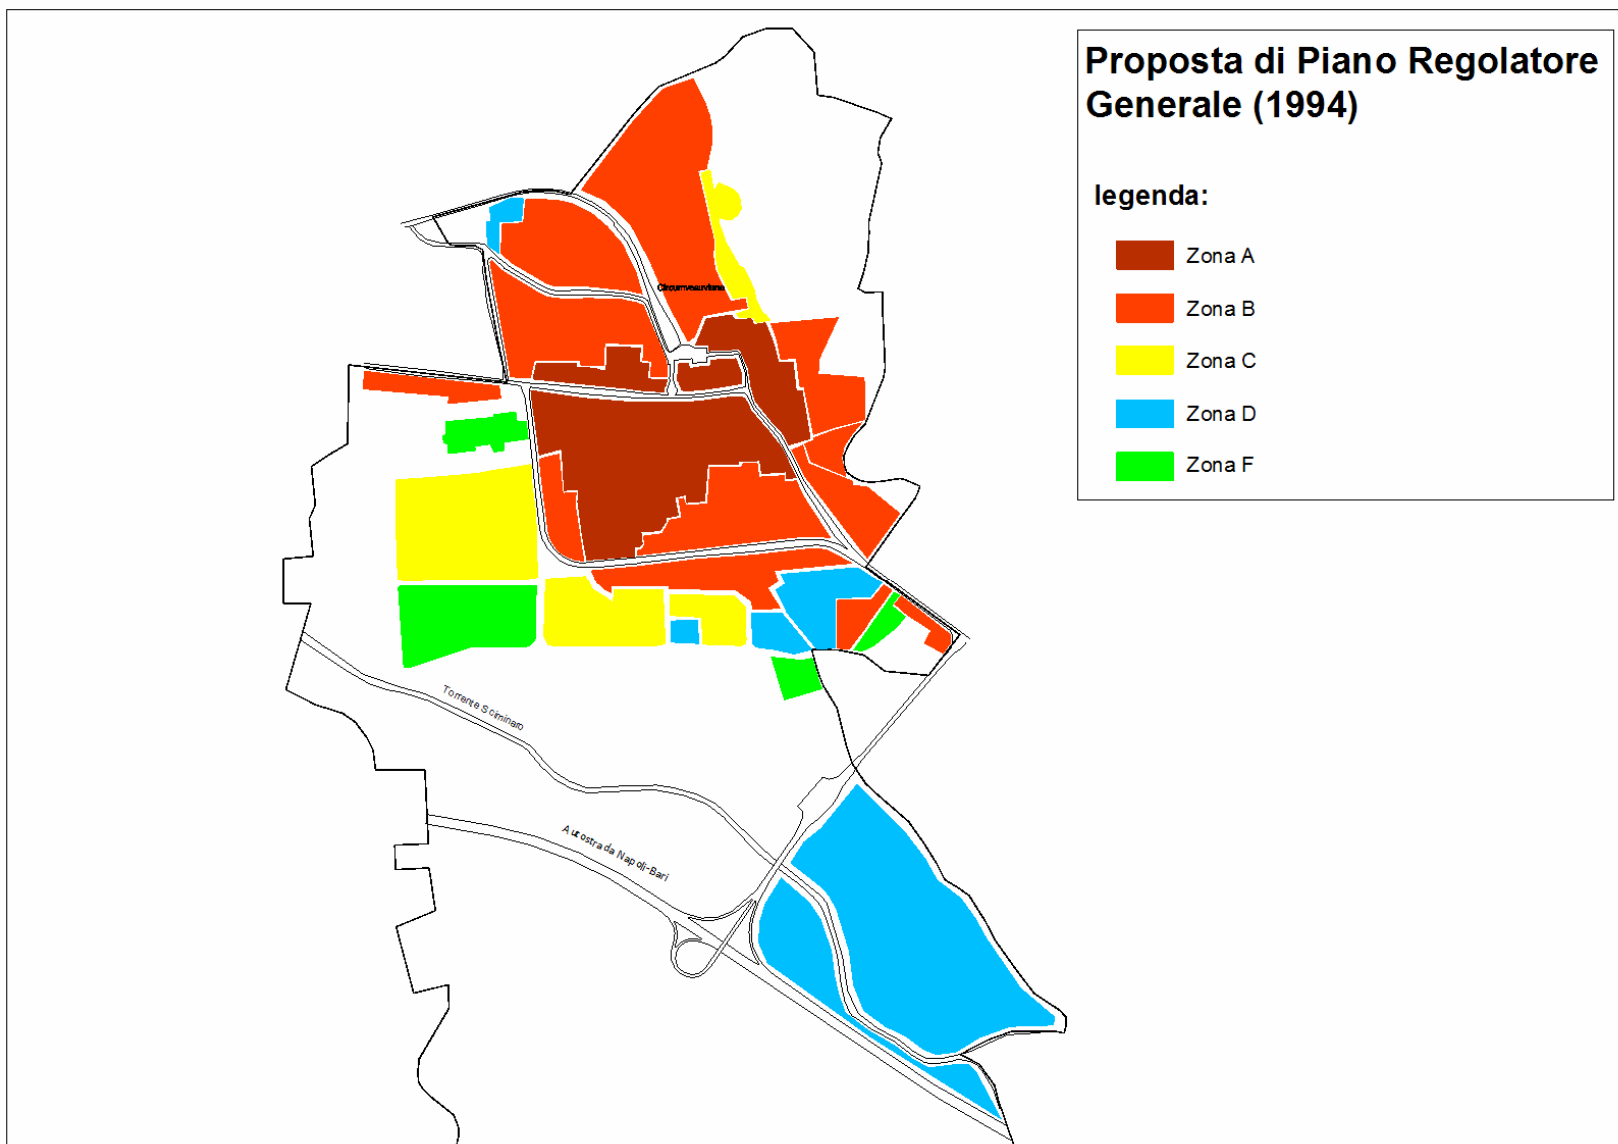 Proposta di Piano Regolatore
Generale (1994)
legenda:
Zona A
Zona B
Zona C
Zona D
Zona F
Circumvesuviana
Torrente Sciminaro
Autostrada Napoli-Bari